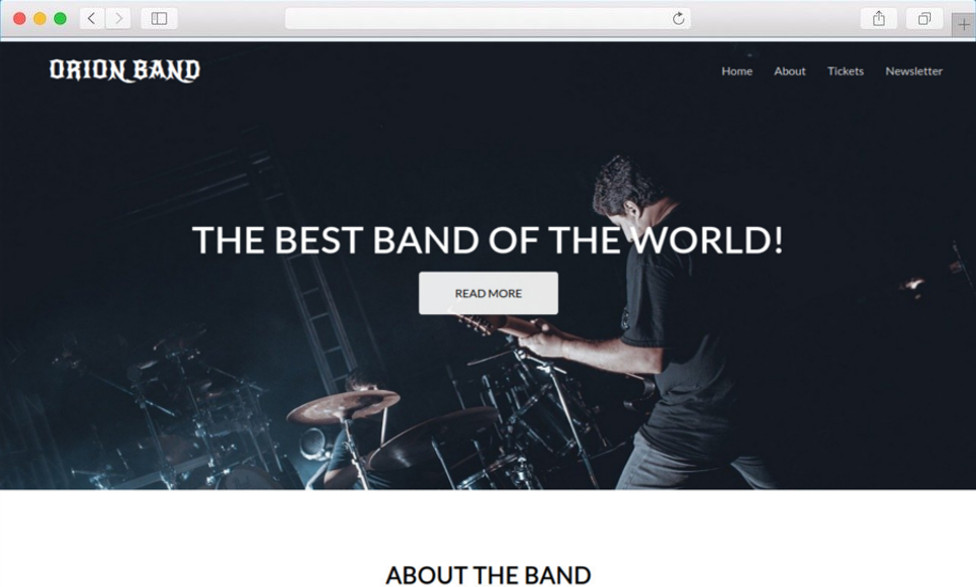 ORION BAND
Home About Tickets Newsletter
THE BEST BAND OF THE WORLD!
READ MORE
ABOUT THE BAND